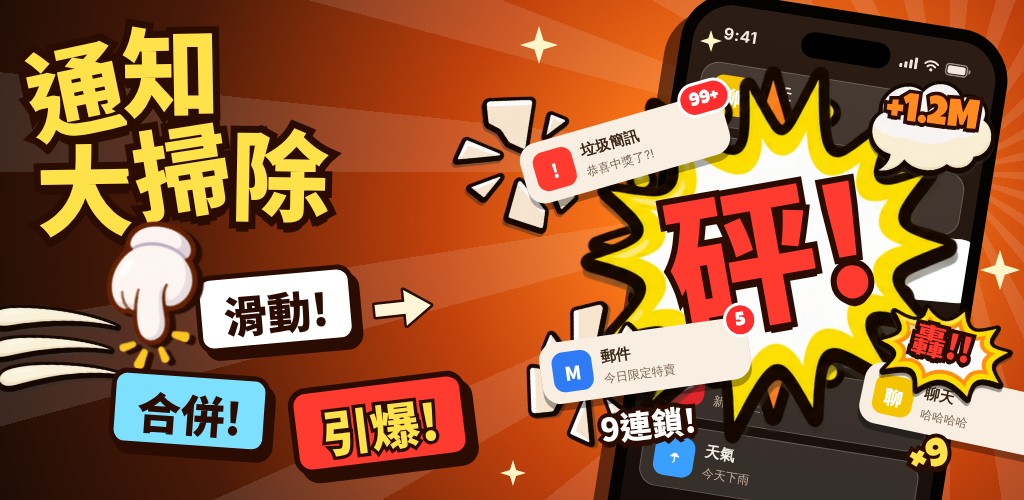 通知
大掃除
滑動!
合併!
引爆!
9:41
+1.2M
99+
!
垃圾簡訊
恭喜中獎了?!
砰!
5
M
郵件
今日限定特賣
轟!!
聊
聊天
哈哈哈哈
9連鎖!
+9
天氣
今天下雨